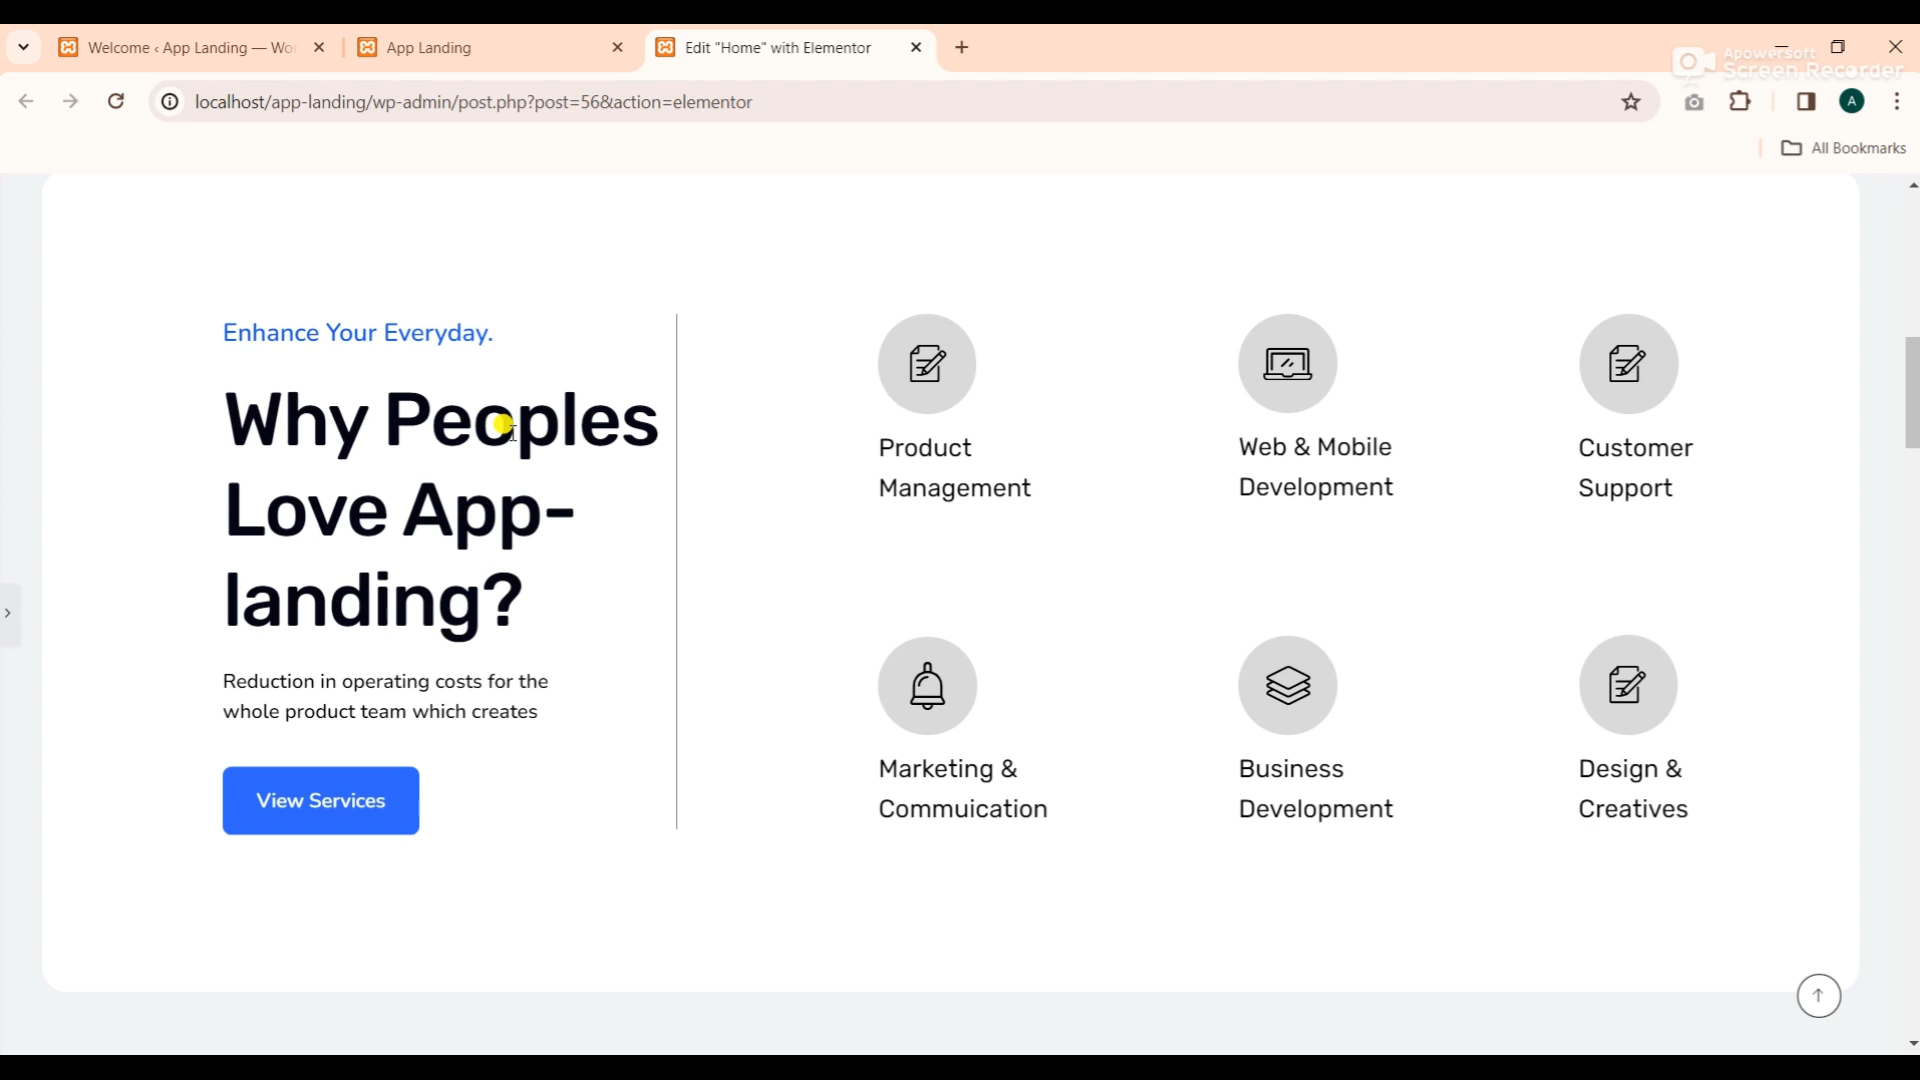 Welcome ‹ App Landing — Wo
App Landing
Edit "Home" with Elementor
Apowersoft
Screen Recorder
localhost/app-landing/wp-admin/post.php?post=56&action=elementor
A
All Bookmarks
Enhance Your Everyday.
Why Peoples
Love App-
landing?
Reduction in operating costs for the
whole product team which creates
View Services
Product
Management
Web & Mobile
Development
Customer
Support
Marketing &
Commuication
Business
Development
Design &
Creatives